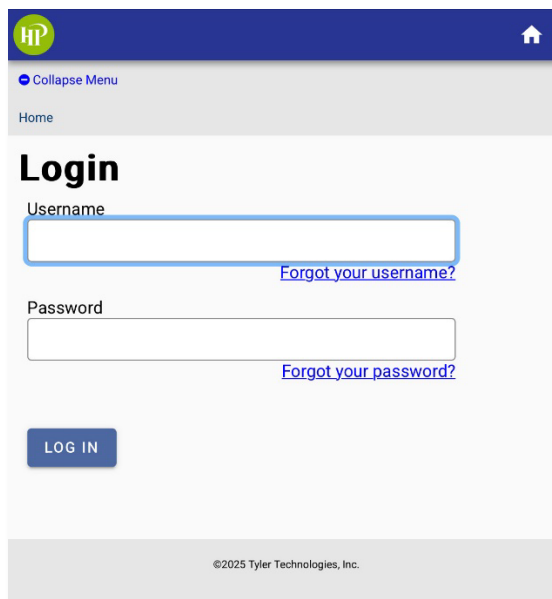 HP
Collapse Menu
Home
Login
Username
Forgot your username?
Password
Forgot your password?
LOG IN
©2025 Tyler Technologies, Inc.